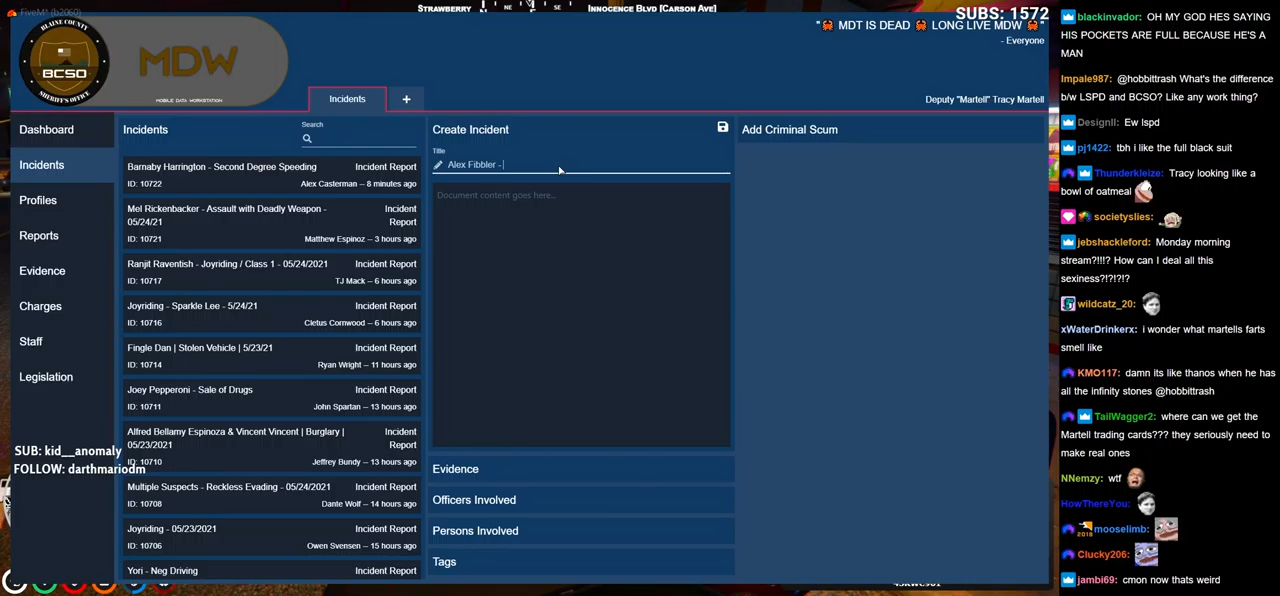 FiveM® (b2060)
STRAWBERRY
NE
SE
INNOCENCE BLVD [CARSON AVE]
SUBS: 1572
BLAINE COUNTY
BCSO
SHERIFF'S OFFICE
MDW
MOBILE DATA WORKSTATION
" 🦀 MDT IS DEAD 🦀 LONG LIVE MDW 🦀 "
- Everyone
Incidents
+
Deputy "Martell" Tracy Martell
Dashboard
Incidents
Profiles
Reports
Evidence
Charges
Staff
Legislation
SUB: kid__anomaly
FOLLOW: darthmariodm
Incidents
Search
Barnaby Harrington - Second Degree Speeding
Incident Report
ID: 10722
Alex Casterman -- 8 minutes ago
Mel Rickenbacker - Assault with Deadly Weapon -
05/24/21
Incident
Report
ID: 10721
Matthew Espinoz -- 3 hours ago
Ranjit Raventish - Joyriding / Class 1 - 05/24/2021
Incident Report
ID: 10717
TJ Mack -- 6 hours ago
Joyriding - Sparkle Lee - 5/24/21
Incident Report
ID: 10716
Cletus Cornwood -- 6 hours ago
Fingle Dan | Stolen Vehicle | 5/23/21
Incident Report
ID: 10714
Ryan Wright -- 11 hours ago
Joey Pepperoni - Sale of Drugs
Incident Report
ID: 10711
John Spartan -- 13 hours ago
Alfred Bellamy Espinoza & Vincent Vincent | Burglary |
05/23/2021
Incident
Report
ID: 10710
Jeffrey Bundy -- 13 hours ago
Multiple Suspects - Reckless Evading - 05/24/2021
Incident Report
ID: 10708
Dante Wolf -- 14 hours ago
Joyriding - 05/23/2021
Incident Report
ID: 10706
Owen Svensen -- 15 hours ago
Yori - Neg Driving
Incident Report
Create Incident
Title
Alex Fibbler -
Document content goes here...
Evidence
Officers Involved
Persons Involved
Tags
Add Criminal Scum
blackinvador: OH MY GOD HES SAYING
HIS POCKETS ARE FULL BECAUSE HE'S A
MAN
Impale987: @hobbittrash What's the difference
b/w LSPD and BCSO? Like any work thing?
DesignII: Ew lspd
pj1422: tbh i like the full black suit
Thunderkleize: Tracy looking like a
bowl of oatmeal
societyslies:
jebshackleford: Monday morning
stream?!!!? How can I deal all this
sexiness?!?!?!?
wildcatz_20:
xWaterDrinkerx: i wonder what martells farts
smell like
KMO117: damn its like thanos when he has
all the infinity stones @hobbittrash
TailWagger2: where can we get the
Martell trading cards??? they seriously need to
make real ones
NNemzy: wtf
HowThereYou:
2018
mooselimb:
Clucky206:
jambi69: cmon now thats weird